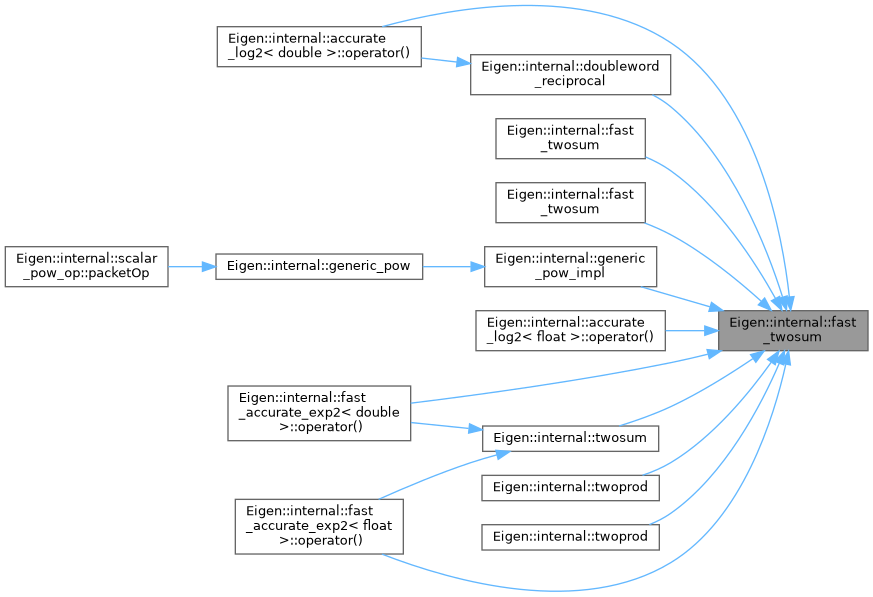 Eigen::internal::accurate
_log2< double >::operator()
Eigen::internal::doubleword
_reciprocal
Eigen::internal::fast
_twosum
Eigen::internal::fast
_twosum
Eigen::internal::scalar
_pow_op::packetOp
Eigen::internal::generic_pow
Eigen::internal::generic
_pow_impl
Eigen::internal::accurate
_log2< float >::operator()
Eigen::internal::fast
_twosum
Eigen::internal::fast
_accurate_exp2< double
>::operator()
Eigen::internal::twosum
Eigen::internal::twoprod
Eigen::internal::fast
_accurate_exp2< float
>::operator()
Eigen::internal::twoprod